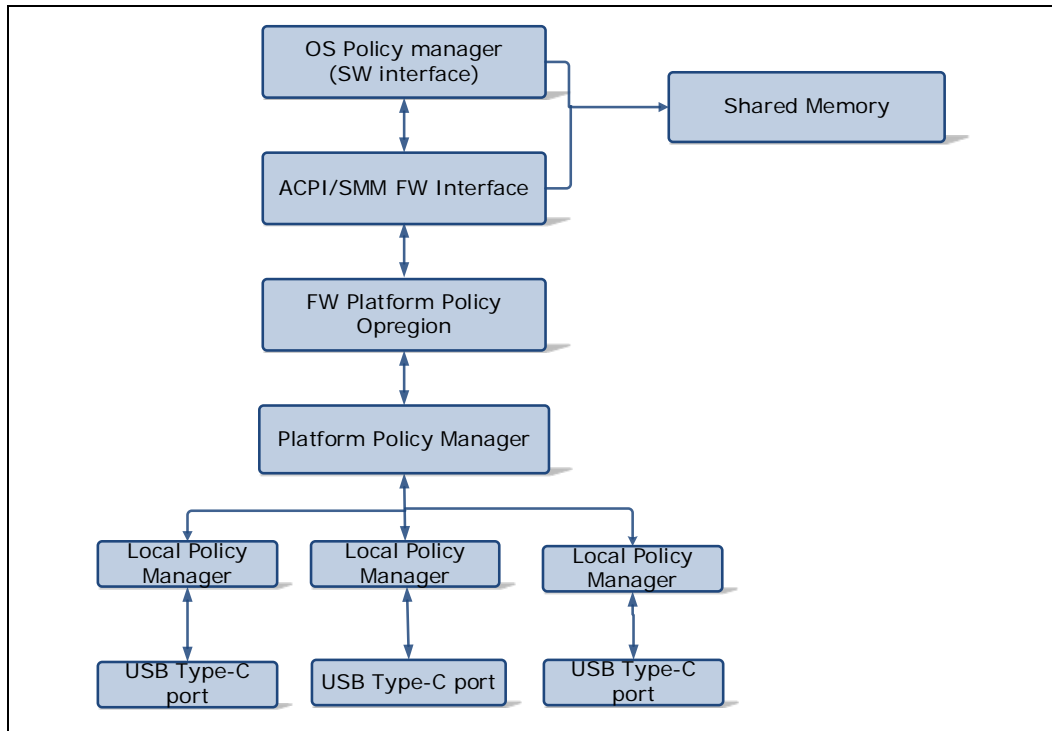 OS Policy manager
(SW interface)
Shared Memory
ACPI/SMM FW Interface
FW Platform Policy
Opregion
Platform Policy Manager
Local Policy
Manager
Local Policy
Manager
Local Policy
Manager
USB Type-C
port
USB Type-C port
USB Type-C
port